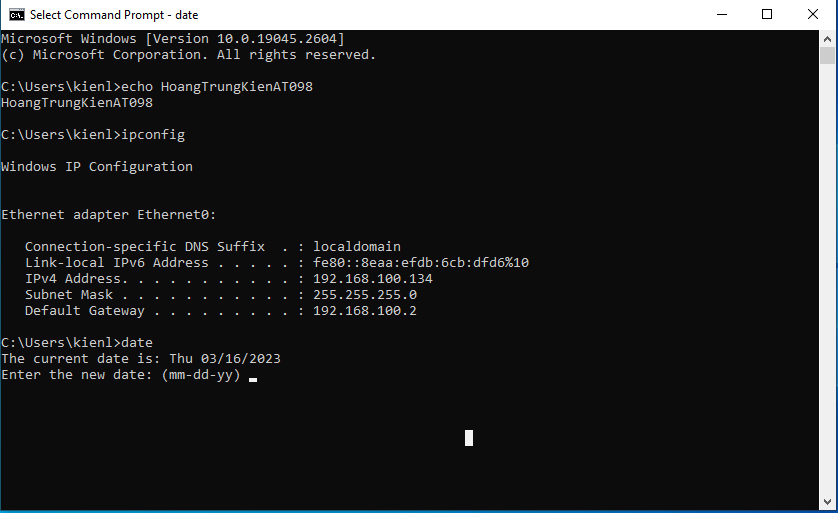 Select Command Prompt - date
Microsoft Windows [Version 10.0.19045.2604]
(c) Microsoft Corporation. All rights reserved.
C:\Users\kienl>echo HoangTrungKienAT098
HoangTrungKienAT098
C:\Users\kienl>ipconfig
Windows IP Configuration
Ethernet adapter Ethernet0:
   Connection-specific DNS Suffix  . : localdomain
   Link-local IPv6 Address . . . . . : fe80::8eaa:efdb:6cb:dfd6%10
   IPv4 Address. . . . . . . . . . . : 192.168.100.134
   Subnet Mask . . . . . . . . . . . : 255.255.255.0
   Default Gateway . . . . . . . . . : 192.168.100.2
C:\Users\kienl>date
The current date is: Thu 03/16/2023
Enter the new date: (mm-dd-yy)